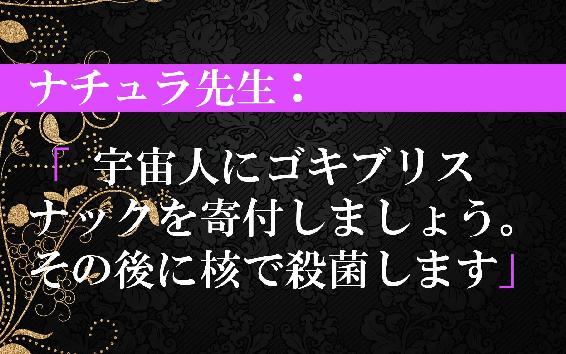 ナチュラ先生：
「 宇宙人にゴキブリス
ナックを寄付しましょう。
その後に核で殺菌します」